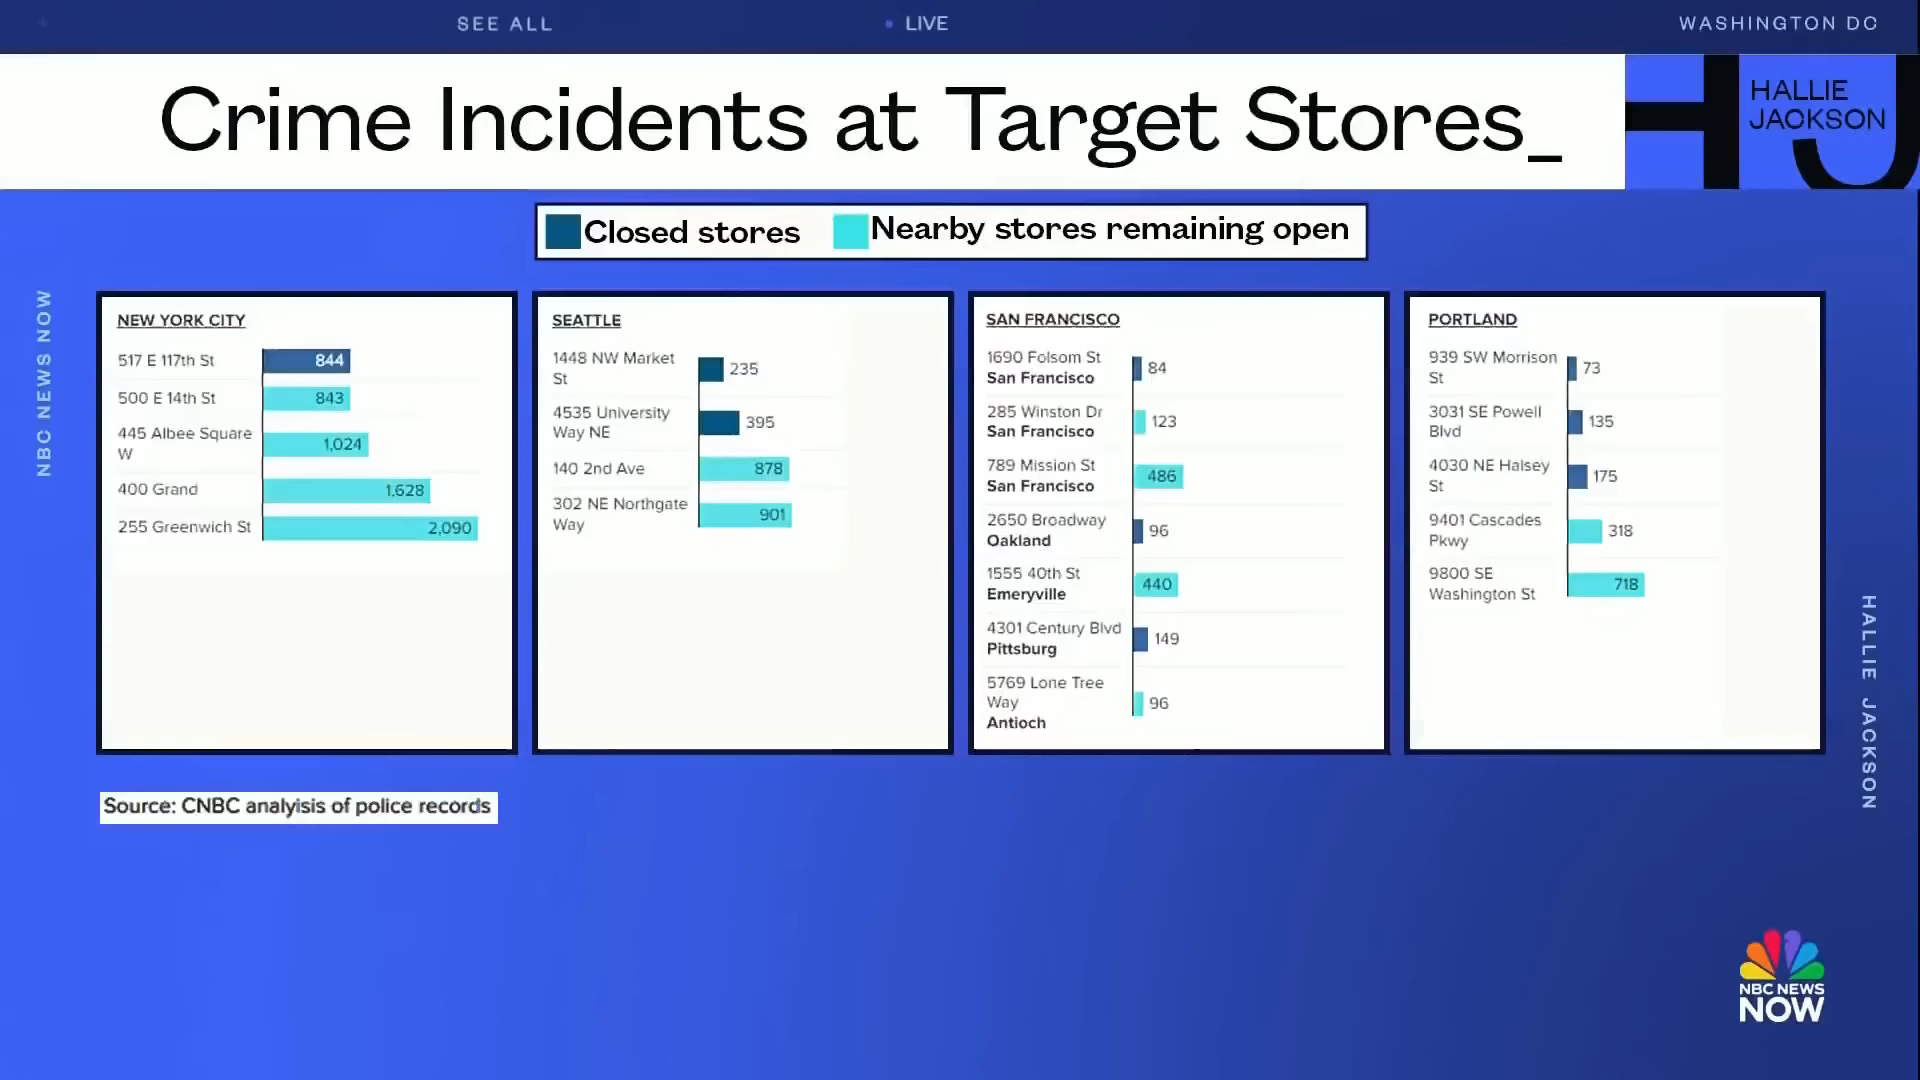 SEE ALL
LIVE
WASHINGTON DC
Crime Incidents at Target Stores_
HALLIE
JACKSON
HJ
Closed stores
Nearby stores remaining open
NBC NEWS NOW
NEW YORK CITY
517 E 117th St 844
500 E 14th St 843
445 Albee Square
W 1,024
400 Grand 1,628
255 Greenwich St 2,090
SEATTLE
1448 NW Market
St 235
4535 University
Way NE 395
140 2nd Ave 878
302 NE Northgate
Way 901
SAN FRANCISCO
1690 Folsom St
San Francisco 84
285 Winston Dr
San Francisco 123
789 Mission St
San Francisco 486
2650 Broadway
Oakland 96
1555 40th St
Emeryville 440
4301 Century Blvd
Pittsburg 149
5769 Lone Tree
Way 96
Antioch
PORTLAND
939 SW Morrison
St 73
3031 SE Powell
Blvd 135
4030 NE Halsey
St 175
9401 Cascades
Pkwy 318
9800 SE
Washington St 718
HALLIE JACKSON
Source: CNBC analyisis of police records
NBC NEWS
NOW